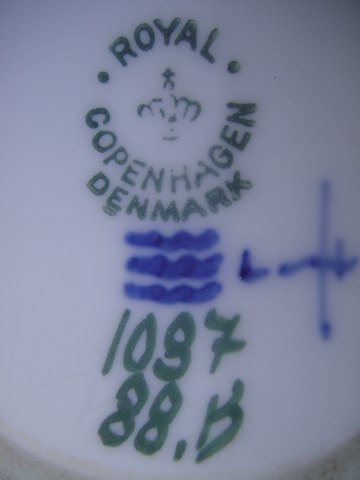 ROYAL
COPENHAGEN
DENMARK
1097
88.B